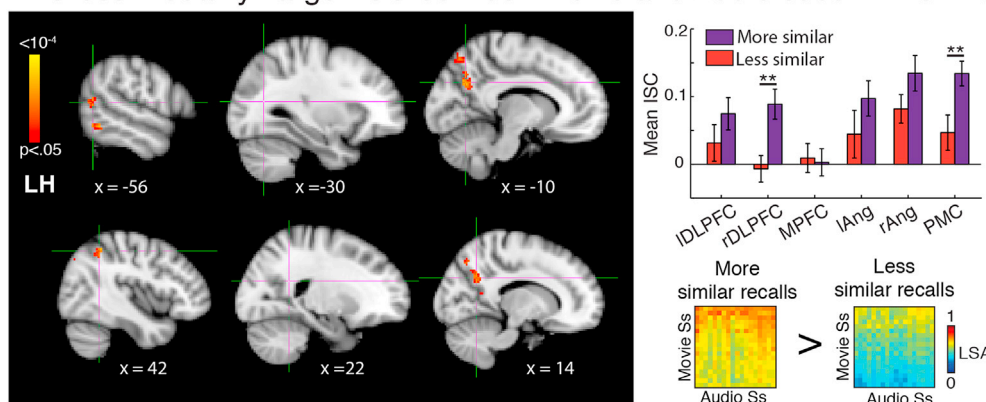 <10⁻⁴
p<.05
LH
x = -56
x =-30
x = -10
x = 42
x =22
x = 14
0.2
0.1
0
Mean ISC
More similar
Less similar
**
**
lDLPFC
rDLPFC
MPFC
lAng
rAng
PMC
More
similar recalls
Less
similar recalls
Movie Ss
Audio Ss
>
Movie Ss
Audio Ss
1
0
LSA